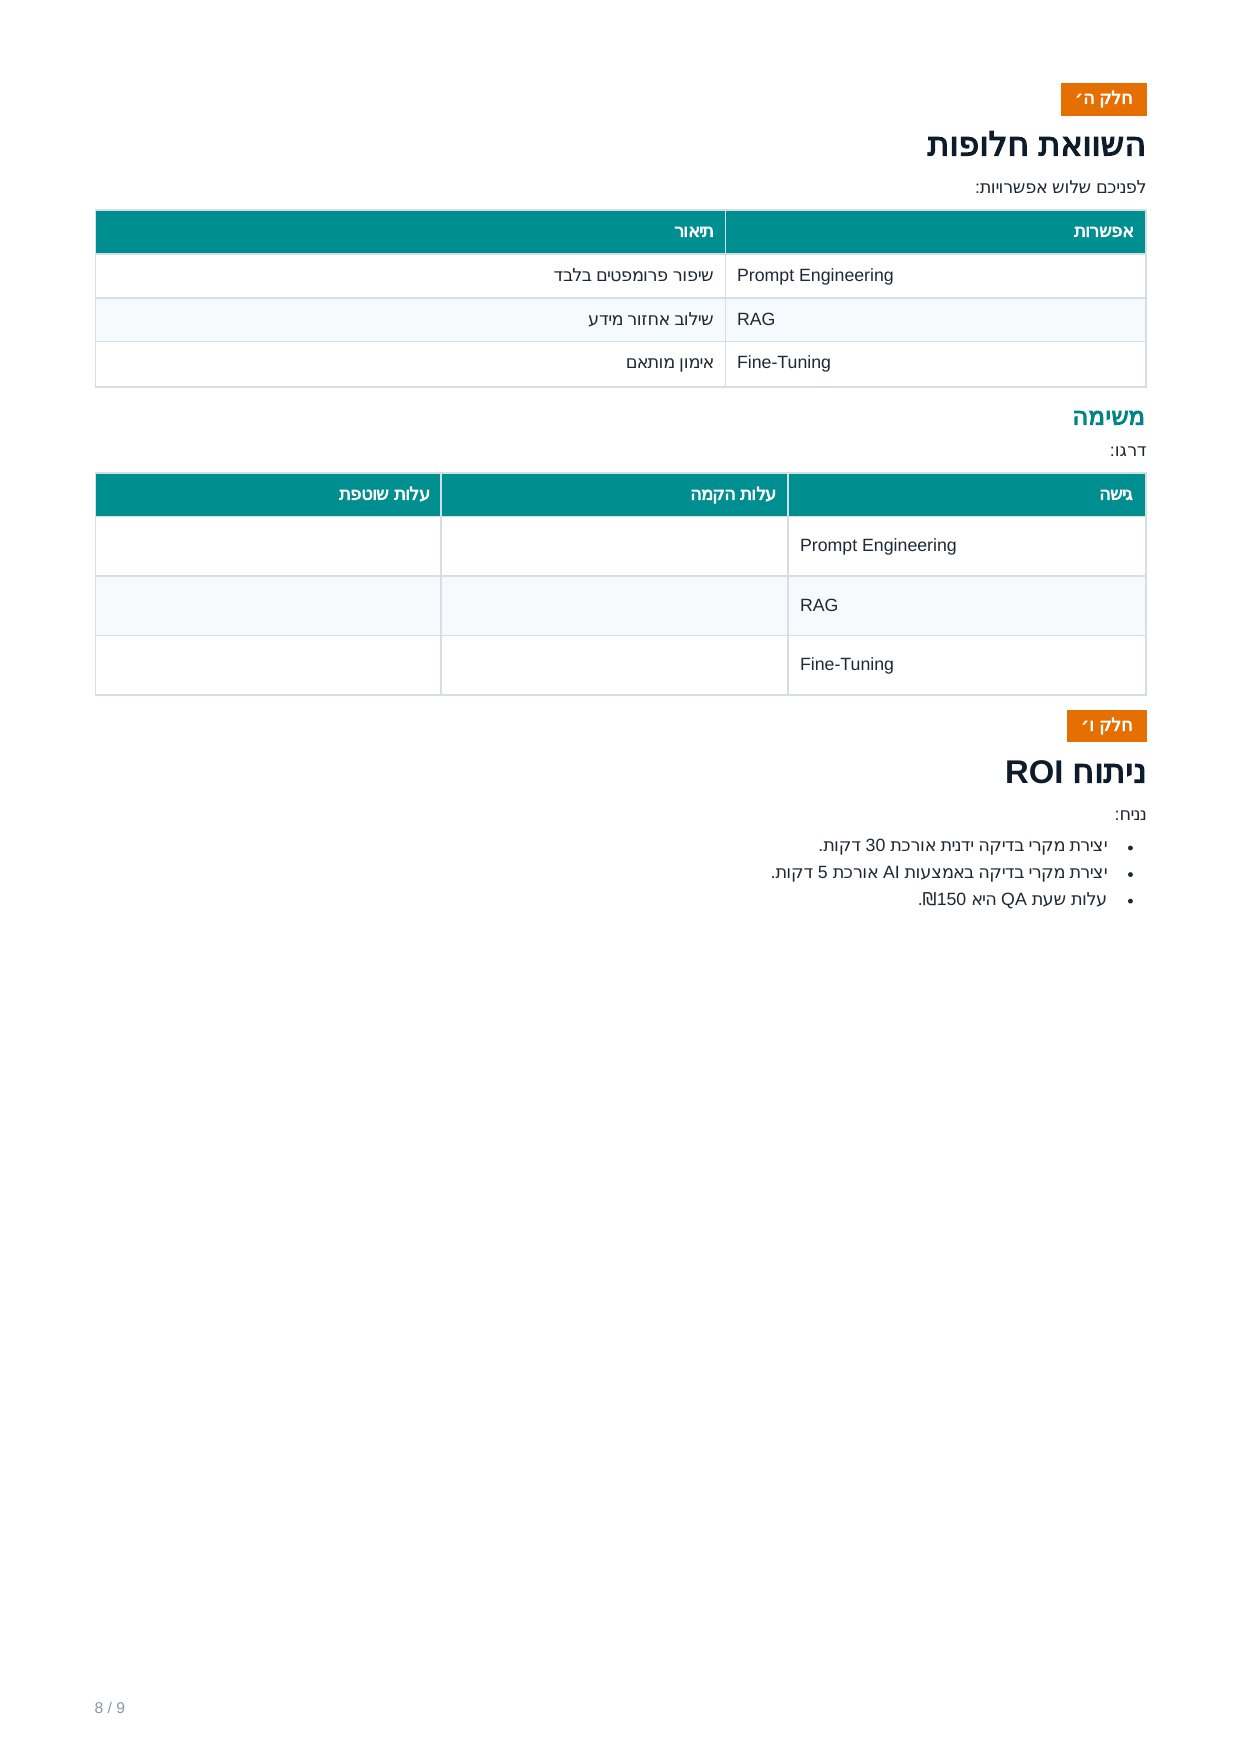 חלק ה׳
השוואת חלופות
לפניכם שלוש אפשרויות:
אפשרות תיאור
Prompt Engineering שיפור פרומפטים בלבד
RAG שילוב אחזור מידע
Fine-Tuning אימון מותאם
משימה
דרגו:
גישה עלות הקמה עלות שוטפת
Prompt Engineering
RAG
Fine-Tuning
חלק ו׳
ניתוח ROI
נניח:
• יצירת מקרי בדיקה ידנית אורכת 30 דקות.
• יצירת מקרי בדיקה באמצעות AI אורכת 5 דקות.
• עלות שעת QA היא 150₪.
8 / 9